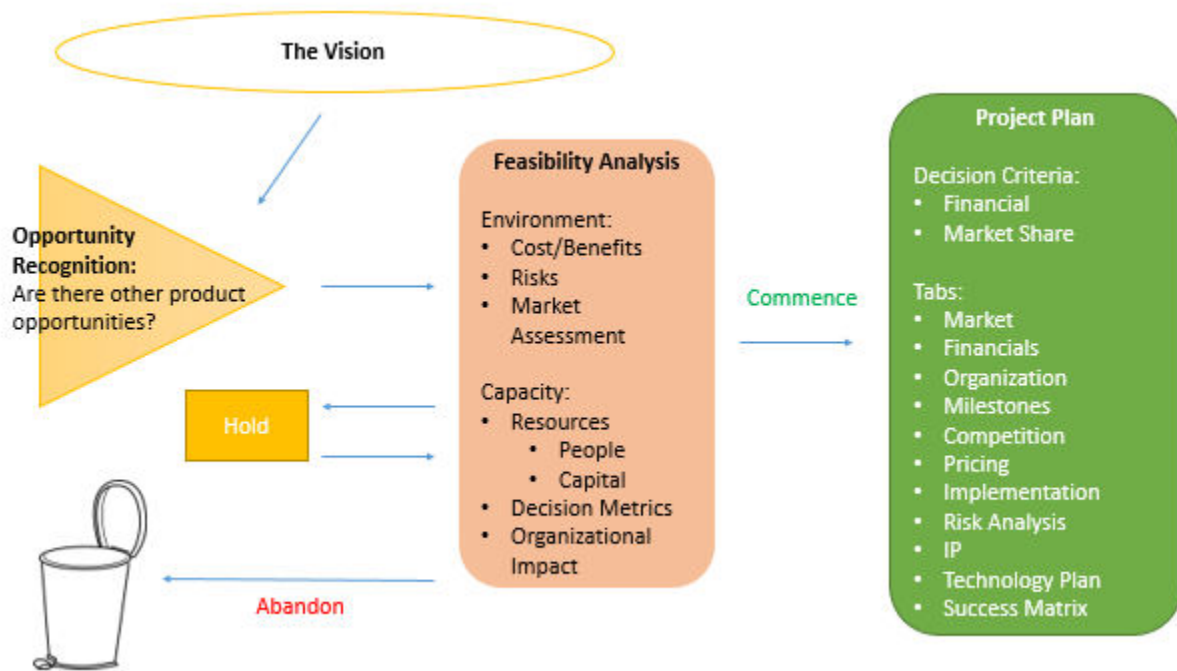 The Vision
Opportunity
Recognition:
Are there other product
opportunities?
Hold
Abandon
Feasibility Analysis
Environment:
• Cost/Benefits
• Risks
• Market
Assessment
Capacity:
• Resources
• People
• Capital
• Decision Metrics
• Organizational
Impact
Commence
Project Plan
Decision Criteria:
• Financial
• Market Share
Tabs:
• Market
• Financials
• Organization
• Milestones
• Competition
• Pricing
• Implementation
• Risk Analysis
• IP
• Technology Plan
• Success Matrix